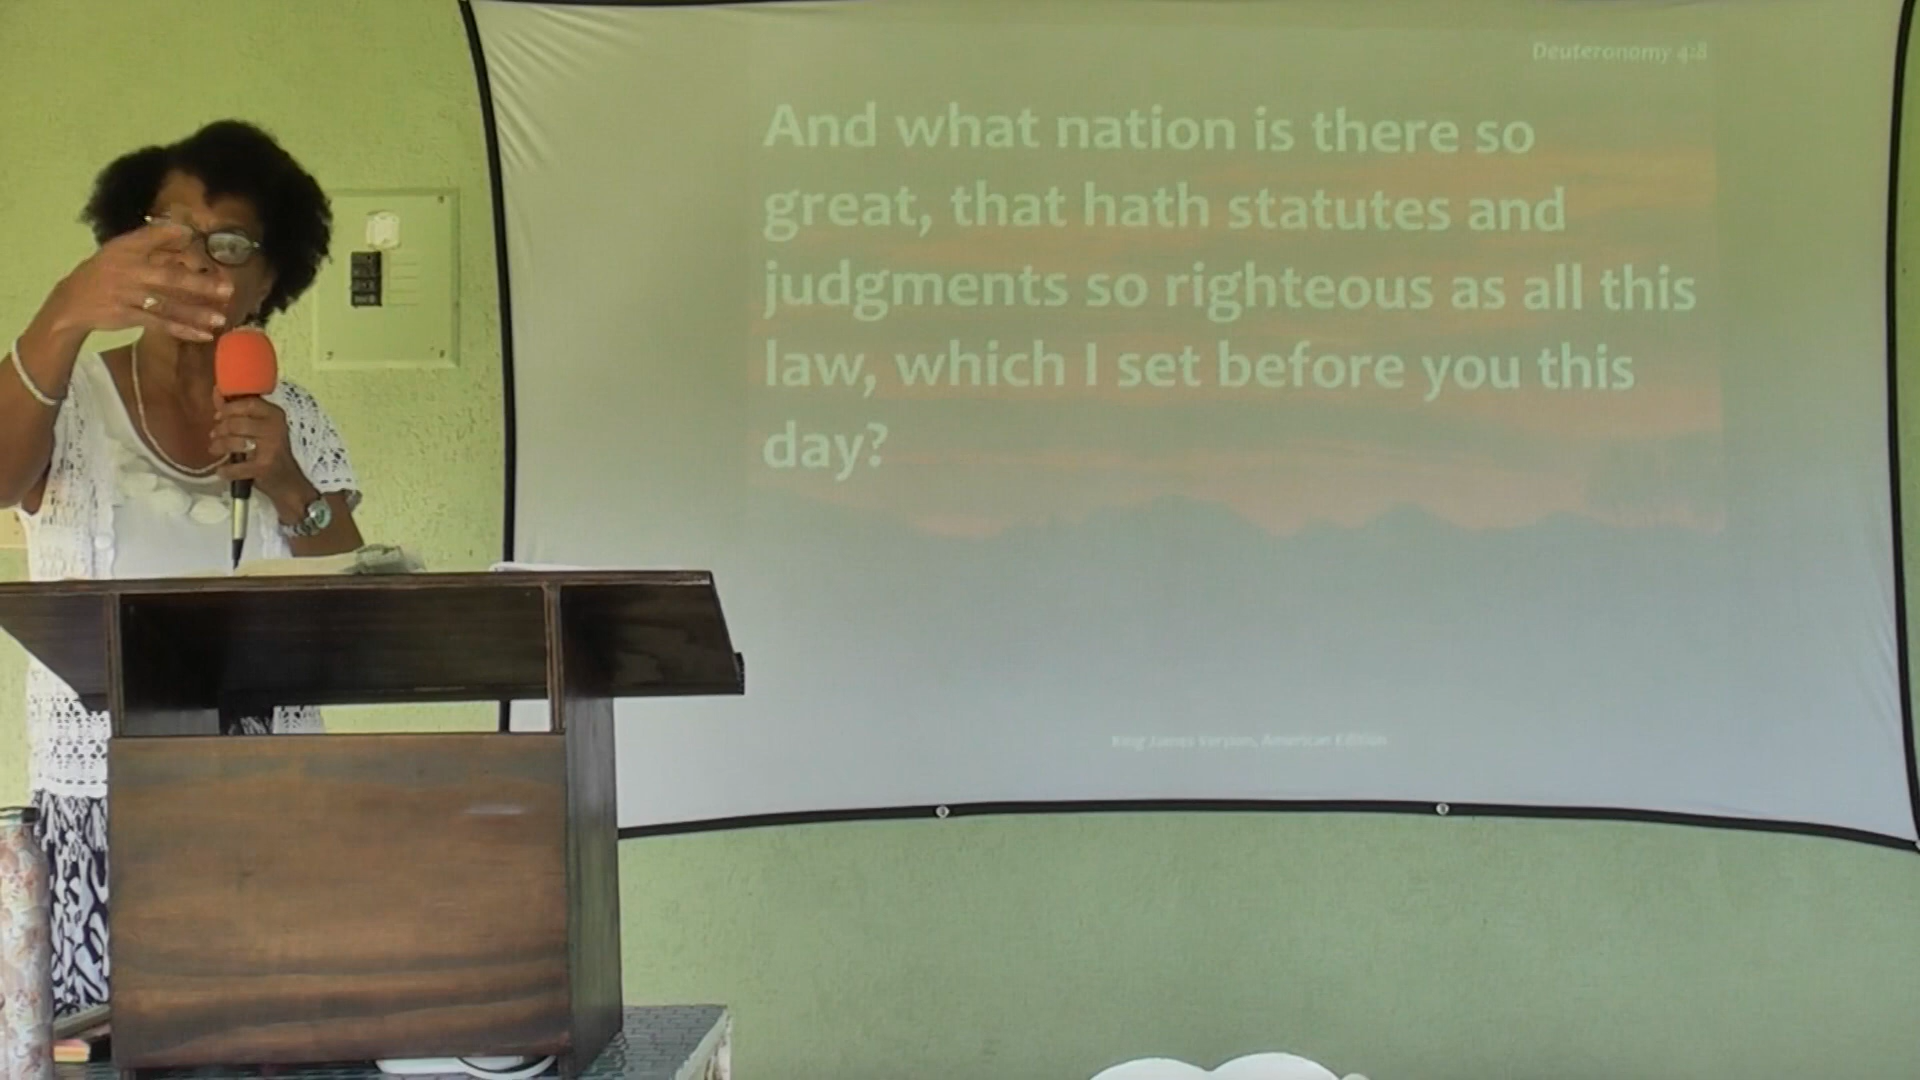 Deuteronomy 4:8
And what nation is there so
great, that hath statutes and
judgments so righteous as all this
law, which I set before you this
day?
King James Version, American Edition